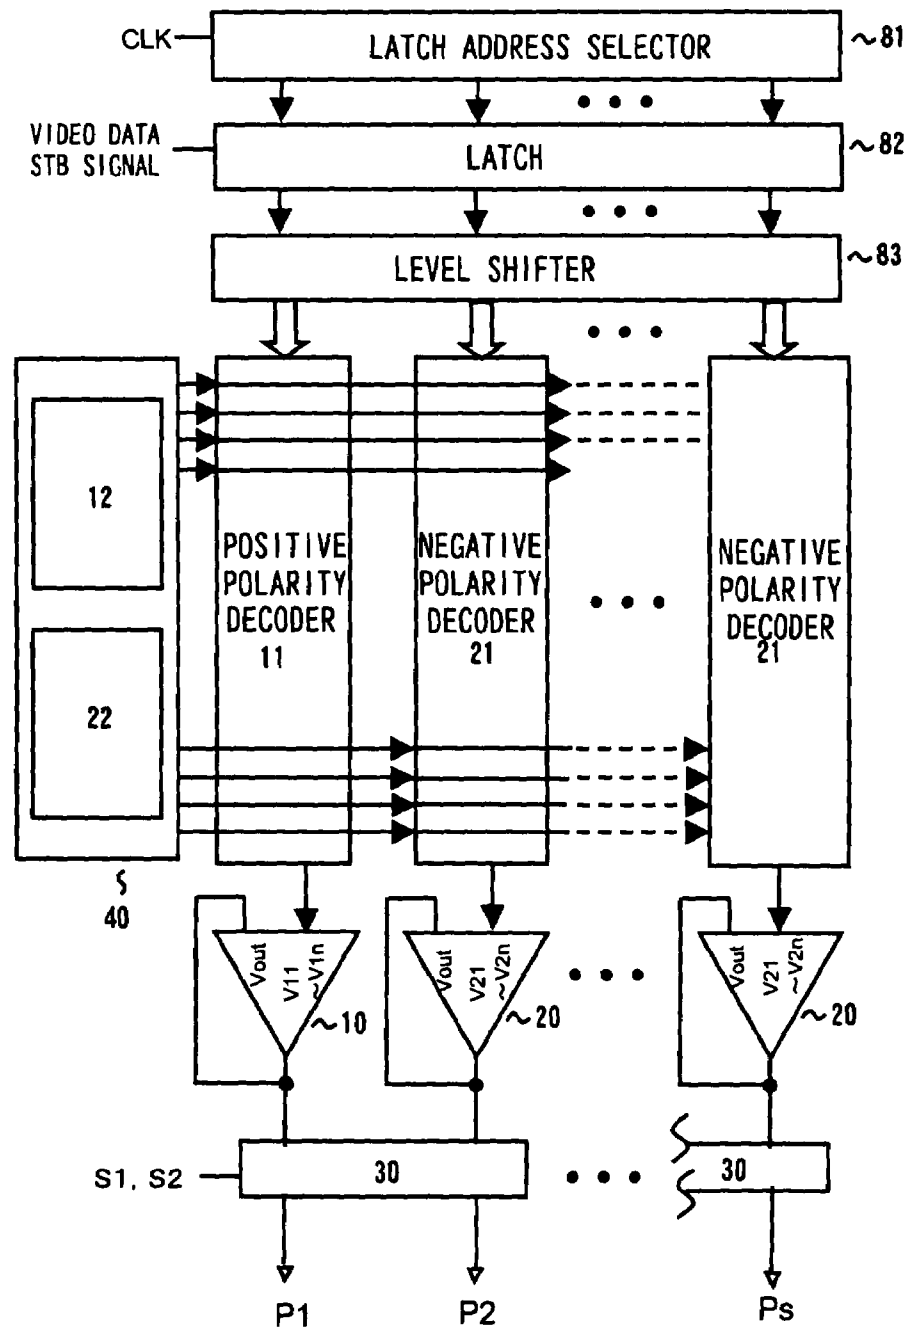 CLK
LATCH ADDRESS SELECTOR
~81
VIDEO DATA
STB SIGNAL
LATCH
~82
LEVEL SHIFTER
~83
12
22
40
POSITIVE
POLARITY
DECODER
11
NEGATIVE
POLARITY
DECODER
21
NEGATIVE
POLARITY
DECODER
21
Vout
V11
~V1n
~10
Vout
V21
~V2n
~20
Vout
V21
~V2n
~20
S1, S2
30
30
P1
P2
Ps